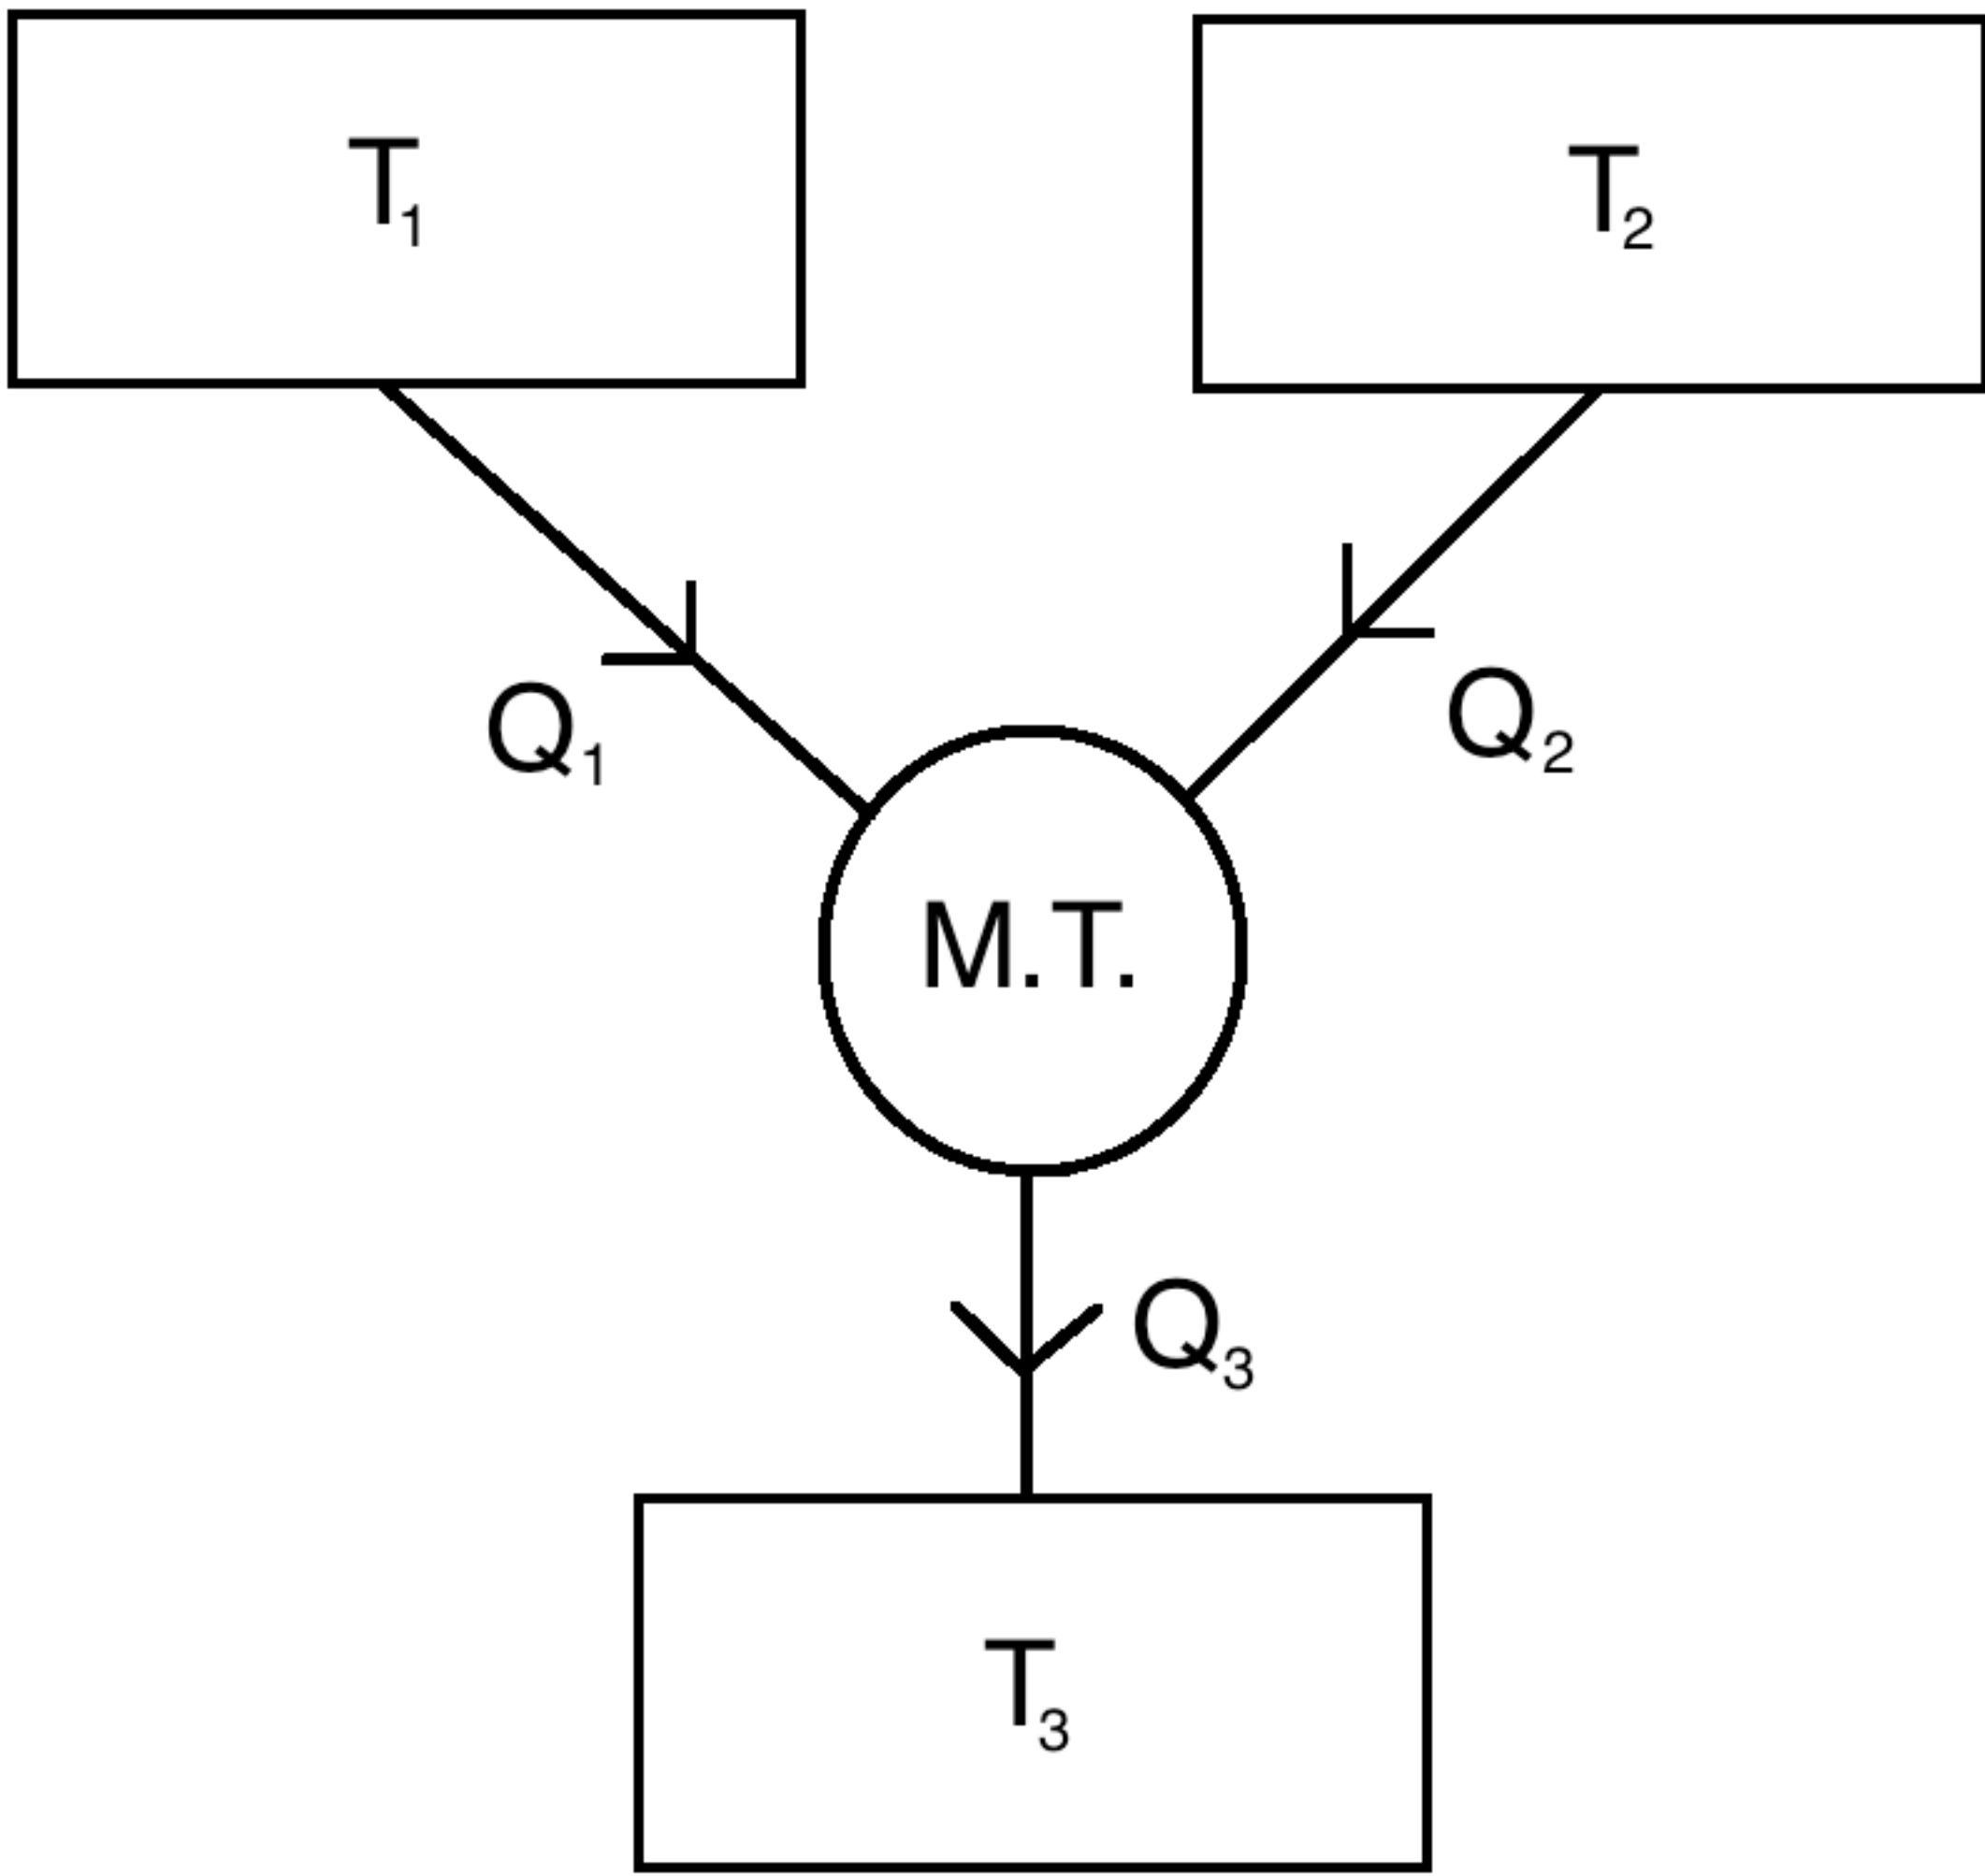 T₁
T₂
Q₁
Q₂
M.T.
Q₃
T₃